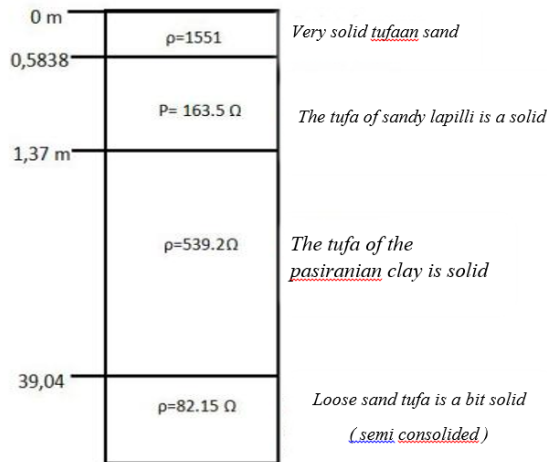 0 m
ρ=1551
Very solid tufaan sand
0,5838
P= 163.5 Ω
The tufa of sandy lapilli is a solid
1,37 m
ρ=539.2Ω
The tufa of the
pasiranian clay is solid
39,04
ρ=82.15 Ω
Loose sand tufa is a bit solid
( semi consolided )